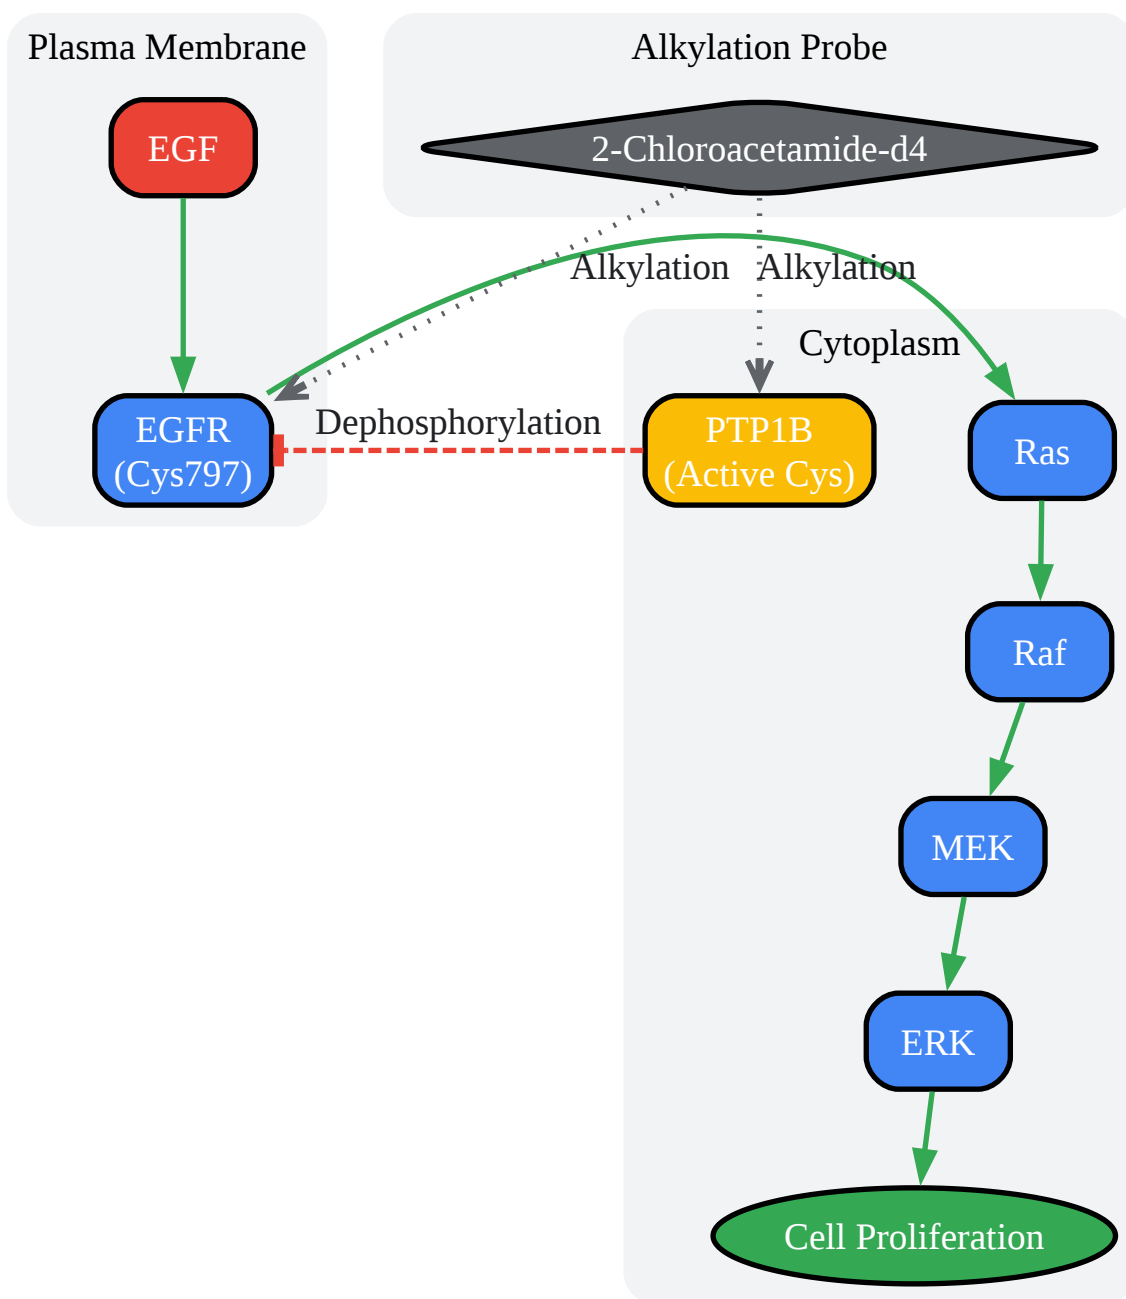 Plasma Membrane
Alkylation Probe
EGF
2-Chloroacetamide-d4
Alkylation
Alkylation
Cytoplasm
EGFR
(Cys797)
Dephosphorylation
PTP1B
(Active Cys)
Ras
Raf
MEK
ERK
Cell Proliferation